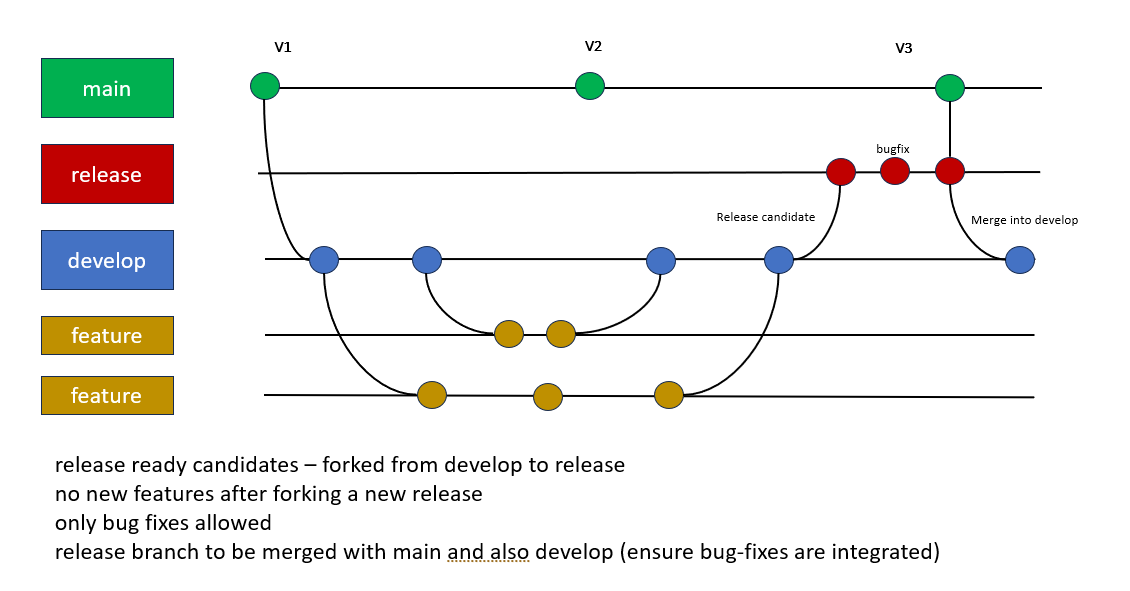 V1
V2
V3
main
release
bugfix
Release candidate
Merge into develop
develop
feature
feature
release ready candidates – forked from develop to release
no new features after forking a new release
only bug fixes allowed
release branch to be merged with main and also develop (ensure bug-fixes are integrated)